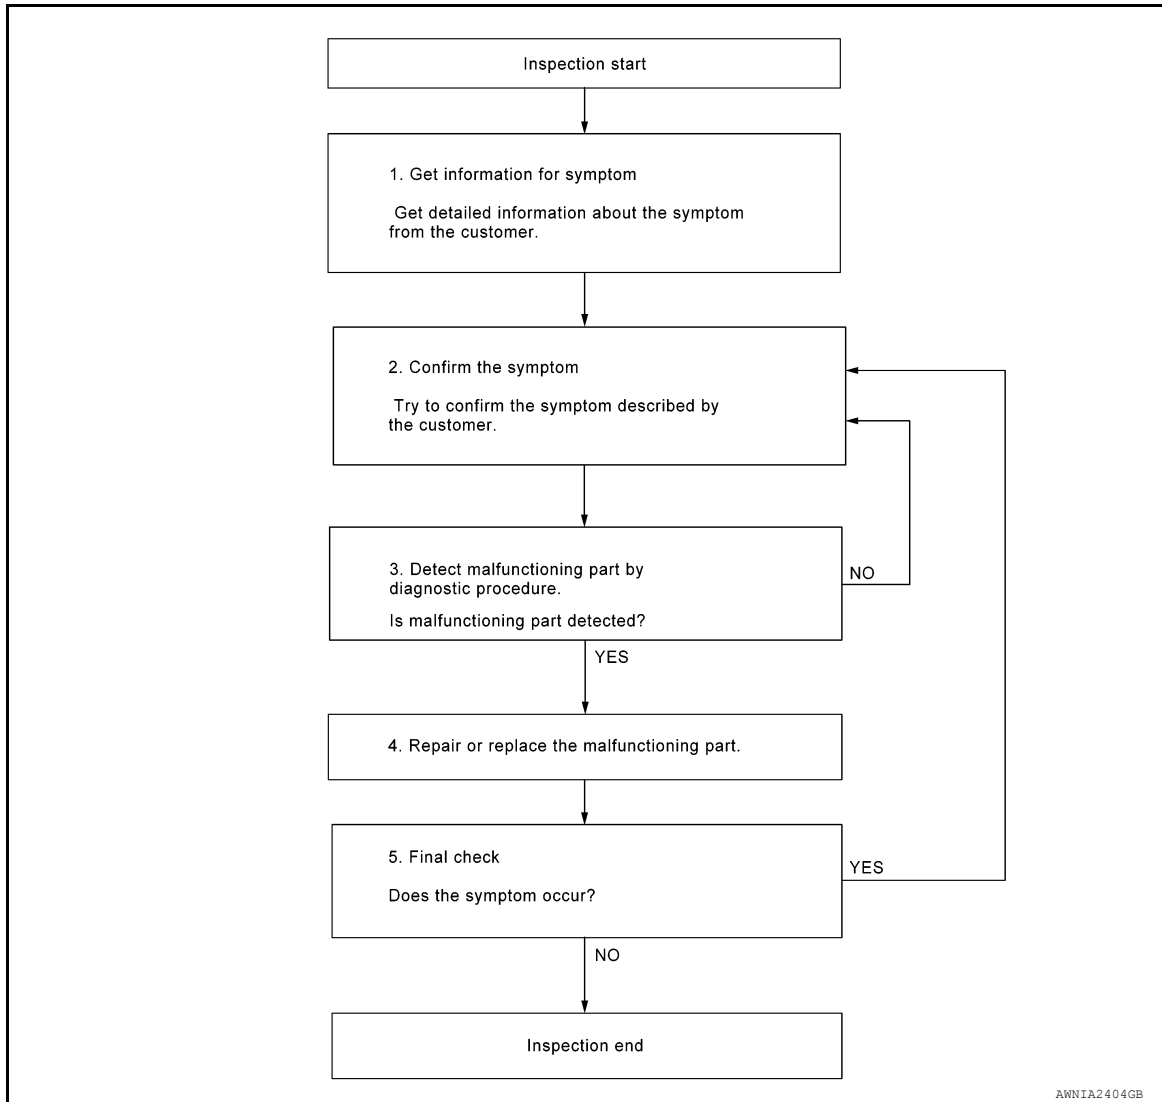 Inspection start
1. Get information for symptom
Get detailed information about the symptom
from the customer.
2. Confirm the symptom
Try to confirm the symptom described by
the customer.
3. Detect malfunctioning part by
diagnostic procedure.
Is malfunctioning part detected?
NO
YES
4. Repair or replace the malfunctioning part.
5. Final check
Does the symptom occur?
YES
NO
Inspection end
AWNIA2404GB